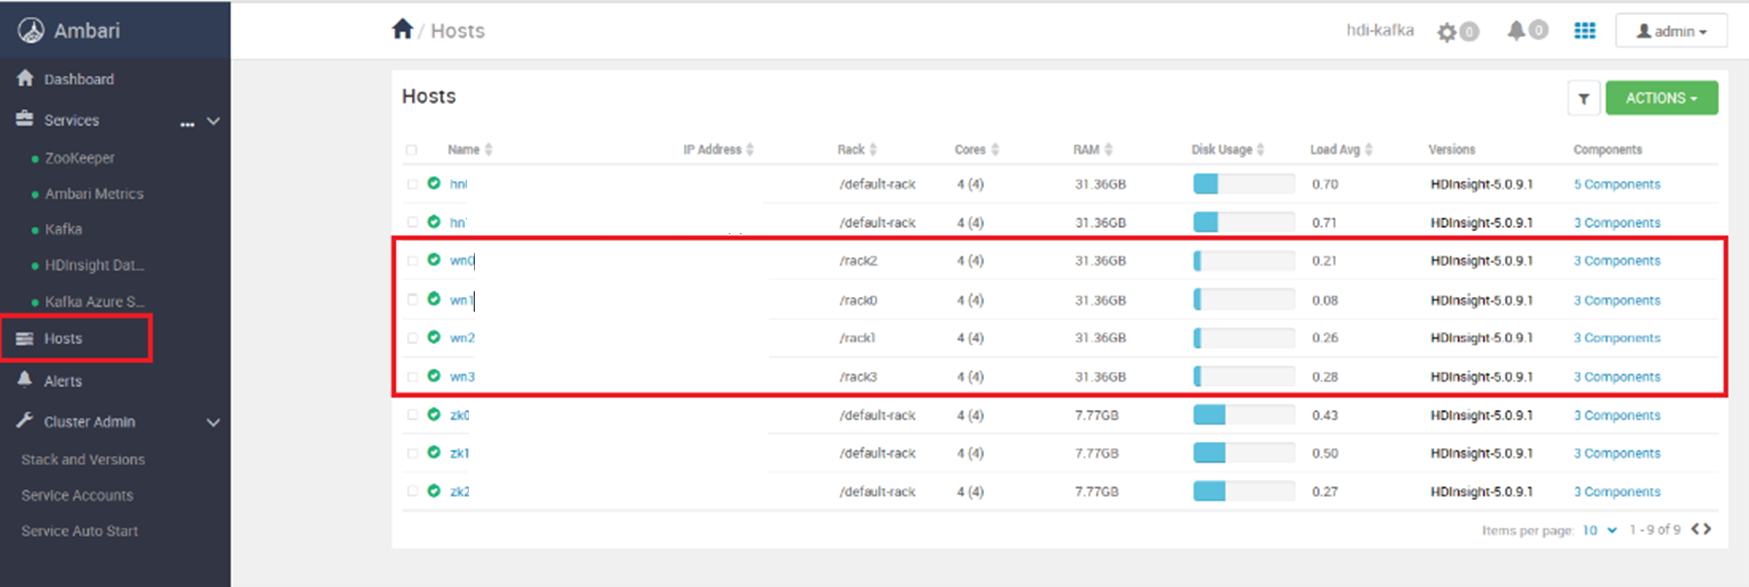 Ambari
/ Hosts
hdi-kafka
0
0
admin
Dashboard
Services
...
ZooKeeper
Ambari Metrics
Kafka
HDInsight Dat...
Kafka Azure S...
Hosts
Alerts
Cluster Admin
Stack and Versions
Service Accounts
Service Auto Start
Hosts
ACTIONS
Name IP Address Rack Cores RAM Disk Usage Load Avg Versions Components
hn0 /default-rack 4 (4) 31.36GB 0.70 HDInsight-5.0.9.1 5 Components
hn1 /default-rack 4 (4) 31.36GB 0.71 HDInsight-5.0.9.1 3 Components
wn0 /rack2 4 (4) 31.36GB 0.21 HDInsight-5.0.9.1 3 Components
wn1 /rack0 4 (4) 31.36GB 0.08 HDInsight-5.0.9.1 3 Components
wn2 /rack1 4 (4) 31.36GB 0.26 HDInsight-5.0.9.1 3 Components
wn3 /rack3 4 (4) 31.36GB 0.28 HDInsight-5.0.9.1 3 Components
zk0 /default-rack 4 (4) 7.77GB 0.43 HDInsight-5.0.9.1 3 Components
zk1 /default-rack 4 (4) 7.77GB 0.50 HDInsight-5.0.9.1 3 Components
zk2 /default-rack 4 (4) 7.77GB 0.27 HDInsight-5.0.9.1 3 Components
Items per page: 10 1 - 9 of 9